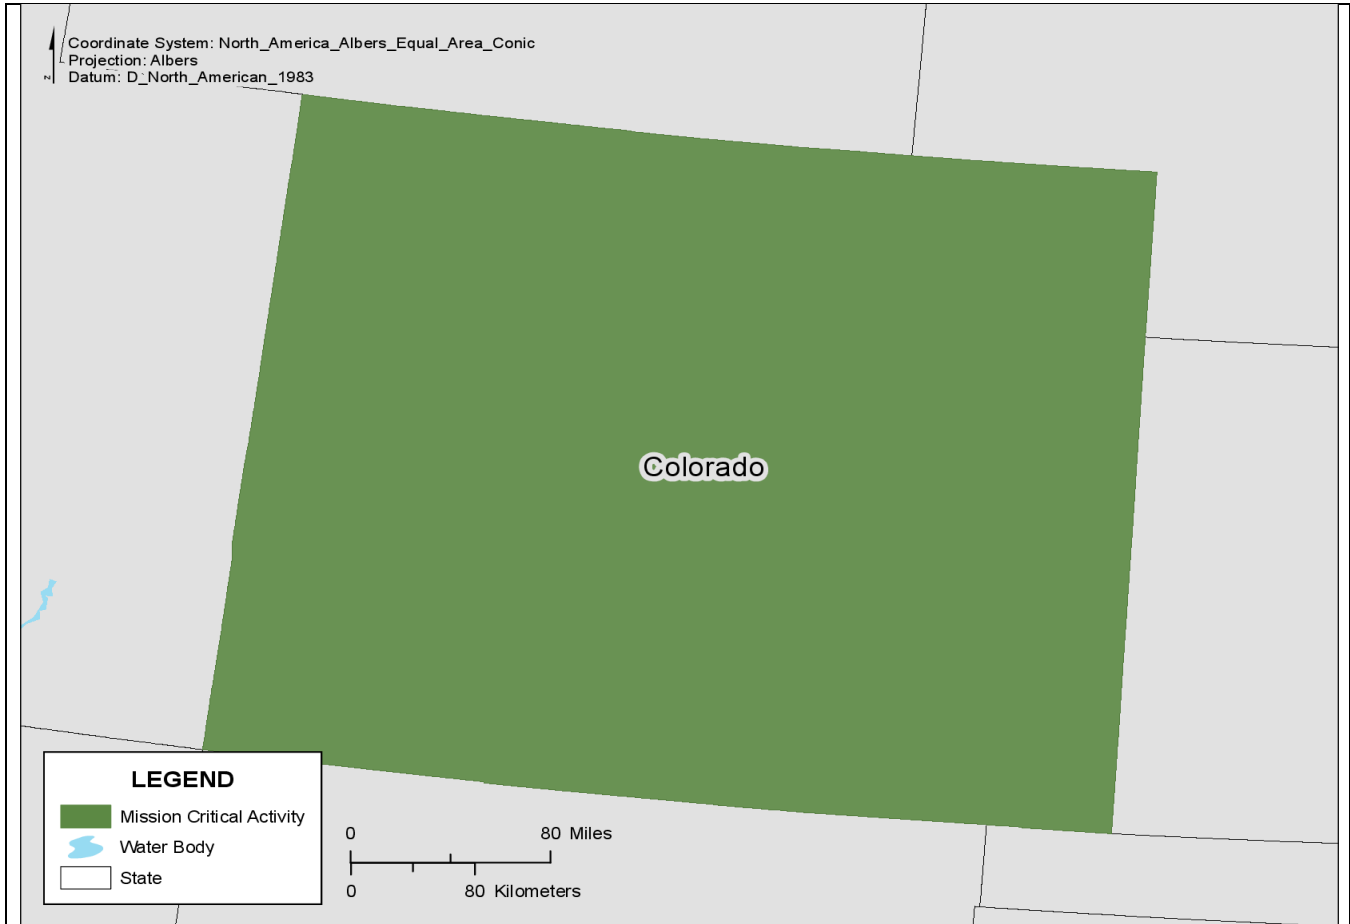 Coordinate System: North_America_Albers_Equal_Area_Conic
Projection: Albers
Datum: D_North_American_1983
z
Colorado
LEGEND
Mission Critical Activity
Water Body
State
0 80 Miles
0 80 Kilometers